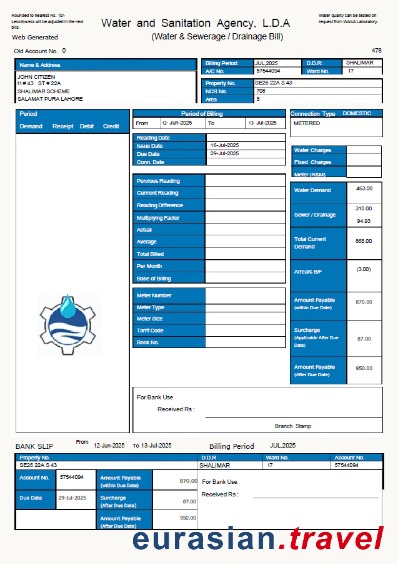 Rounded to nearest Rs. 10/-
Less/excess will be adjusted in the next
bill.
Water and Sanitation Agency, L.D.A
Water quality can be tested on
request from WASA Laboratory.
Web Generated
(Water & Sewerage / Drainage Bill)
Old Account No. 0
478
Name & Address
JOHN CITIZEN
H # 43 ST # 22A
SHALIMAR SCHEME
SALAMAT PURA LAHORE
Billing Period: JUL,2025 D.D.R. SHALIMAR
A/C No. 57544094 Ward No. 17
Property No. SE26 22A S 43
NCR No. 708
Area 5
Period
Demand Receipt Debit Credit
Period of Billing
From 12-Jun-2025 To 13-Jul-2025
Reading Date
Issue Date 16-Jul-2025
Due Date 29-Jul-2025
Conn. Date
Connection Type DOMESTIC
METERED
Water Charges
Fixed Charges
Meter (R&M)
Previous Reading
Current Reading
Reading Difference
Multiplying Factor
Actual
Average
Total Billed
Per Month
Base of Billing
Meter Number
Meter Type
Meter Size
Tariff Code
Book No.
Water Demand 463.00
310.00
Sewer / Drainage
94.93
Total Current
Demand 868.00
Arrears B/F (3.00)
Amount Payable
(within Due Date) 870.00
Surcharge
(Applicable After Due
Date) 87.00
Amount Payable
(After Due Date) 950.00
For Bank Use
Received Rs :
Branch Stamp
BANK SLIP From 12-Jun-2025 To 13-Jul-2025 Billing Period JUL,2025
Property No. D.D.R Ward No. Account No.
SE26 22A S 43 SHALIMAR 17 57544094
Account No. 57544094 Amount Payable
(within Due Date) 870.00
Due Date 29-Jul-2025 Surcharge
(After Due Date) 87.00
Amount Payable
(After Due Date) 950.00
For Bank Use
Received Rs :
eurasian.travel